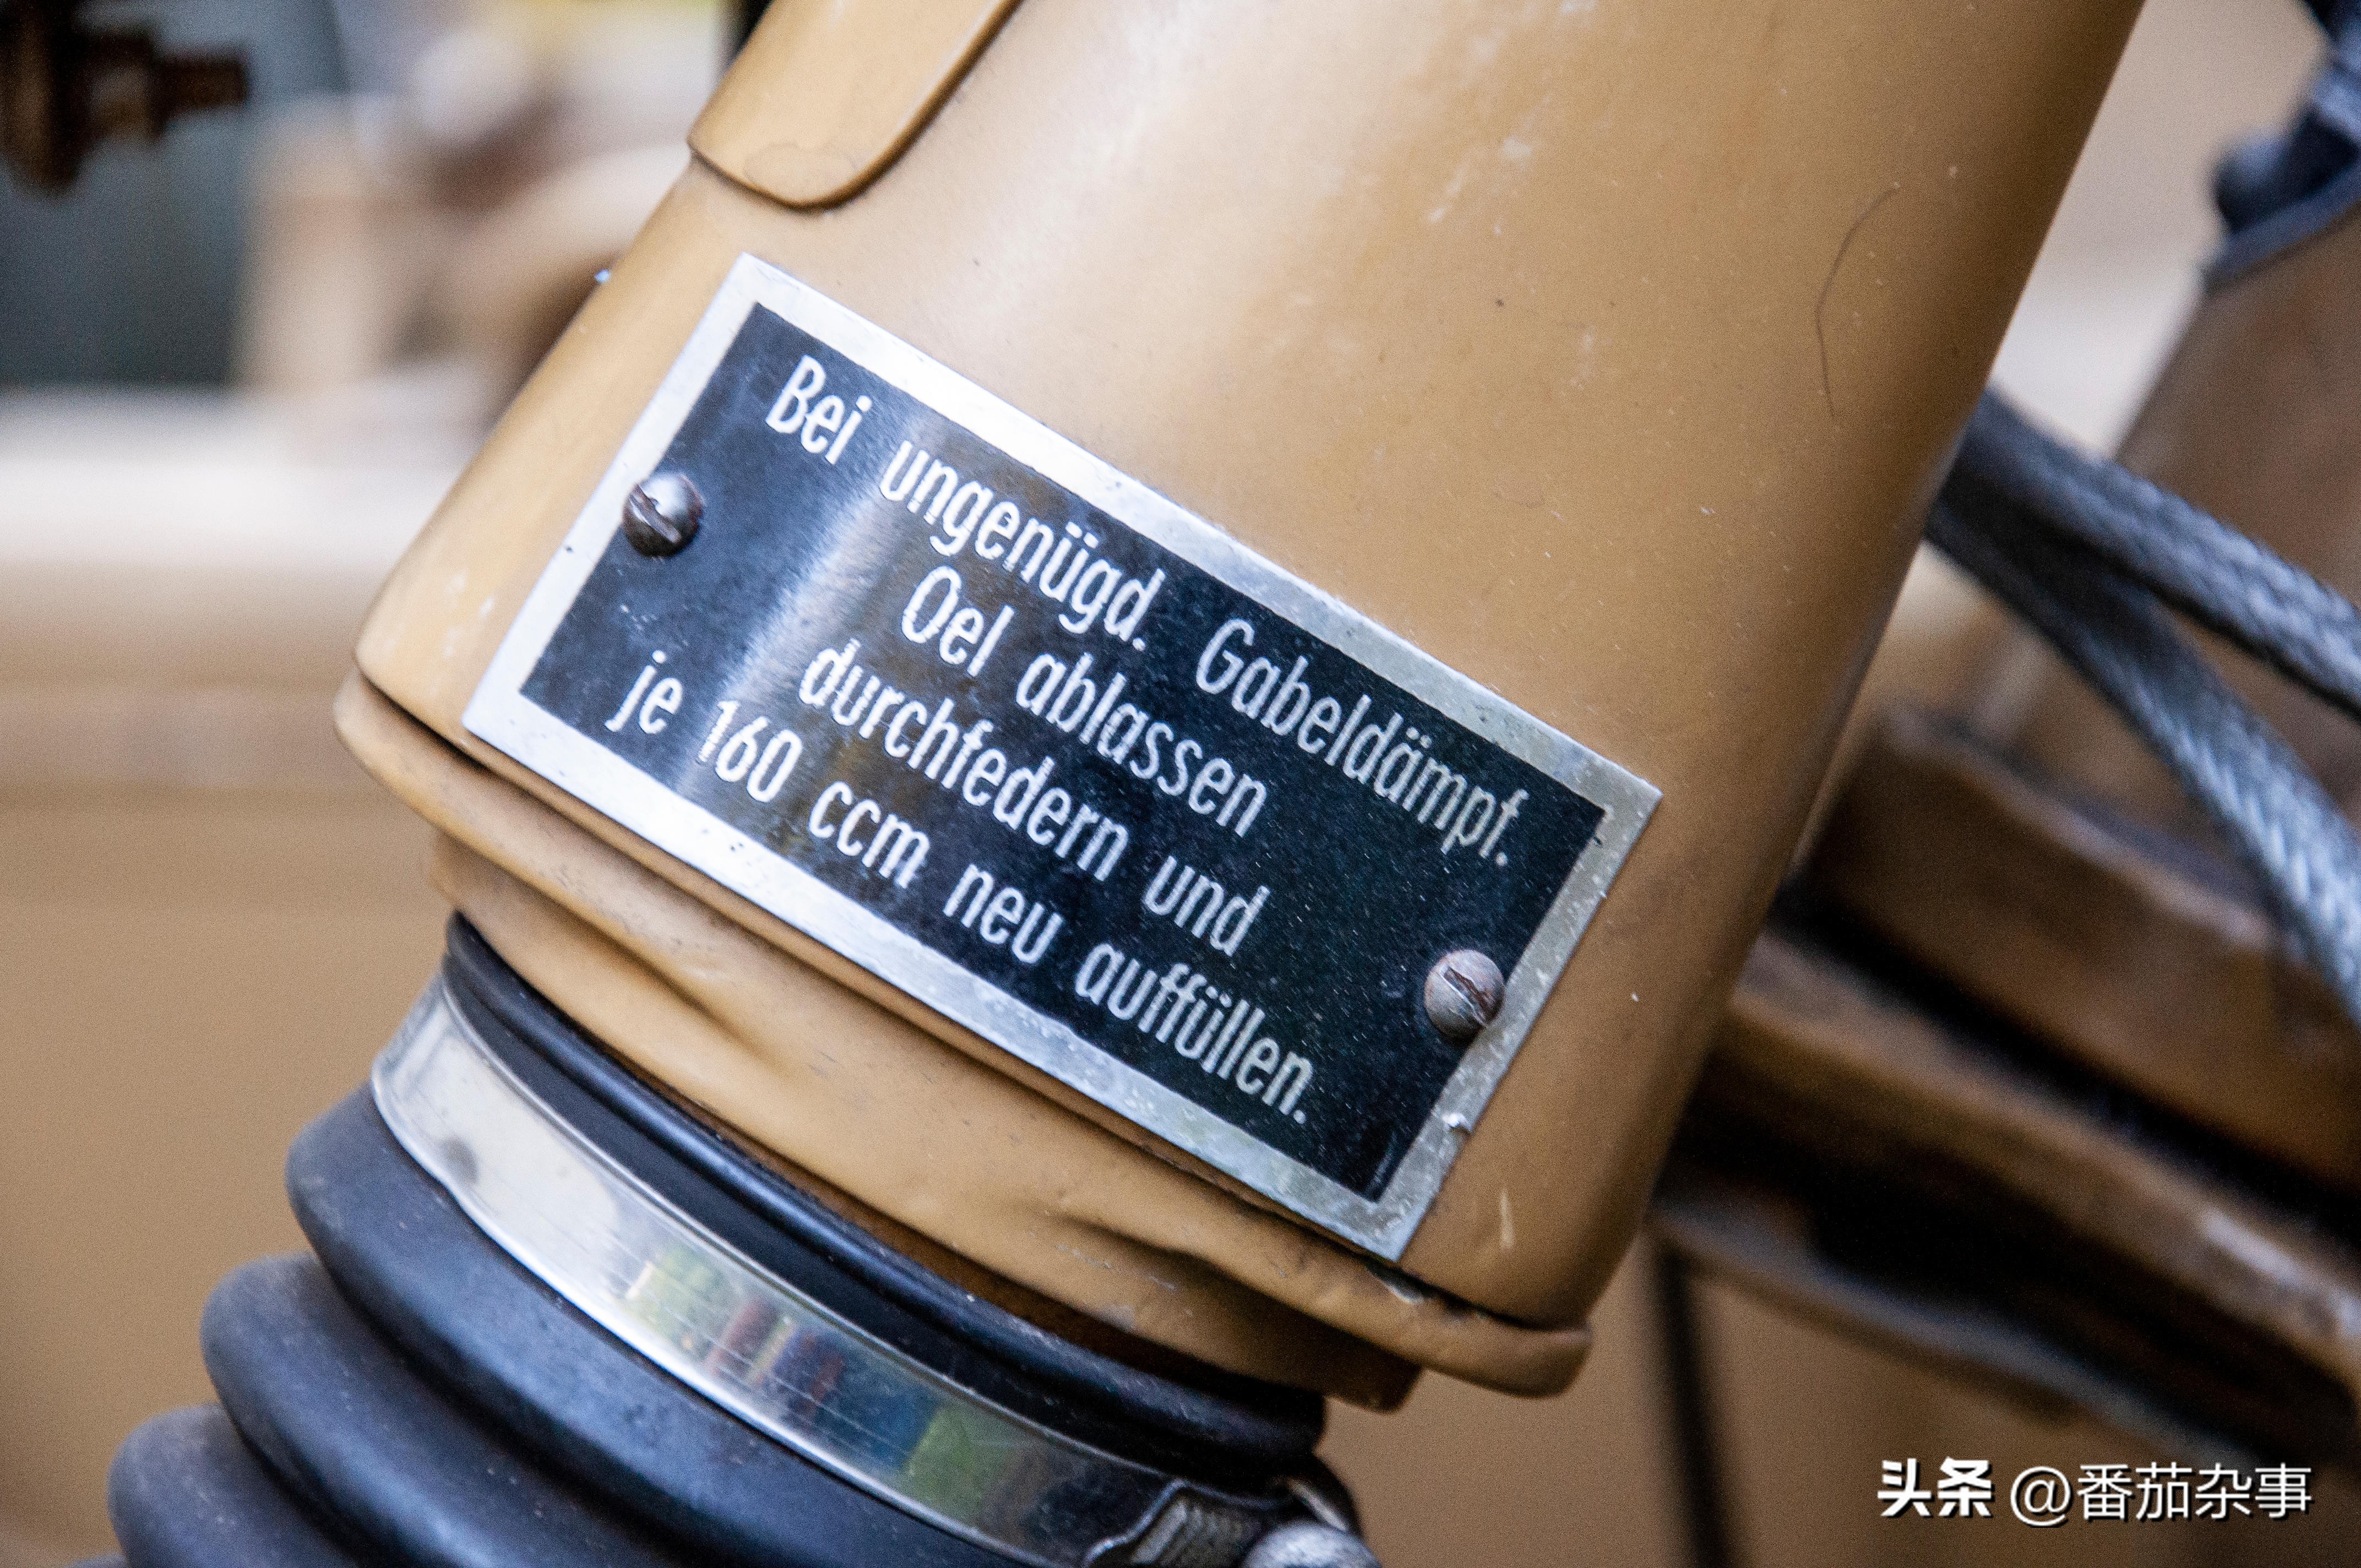 Bei ungenügd. Gabeldämpf.
Oel ablassen
durchfedern und
je 160 ccm neu auffüllen.
头条 @番茄杂事